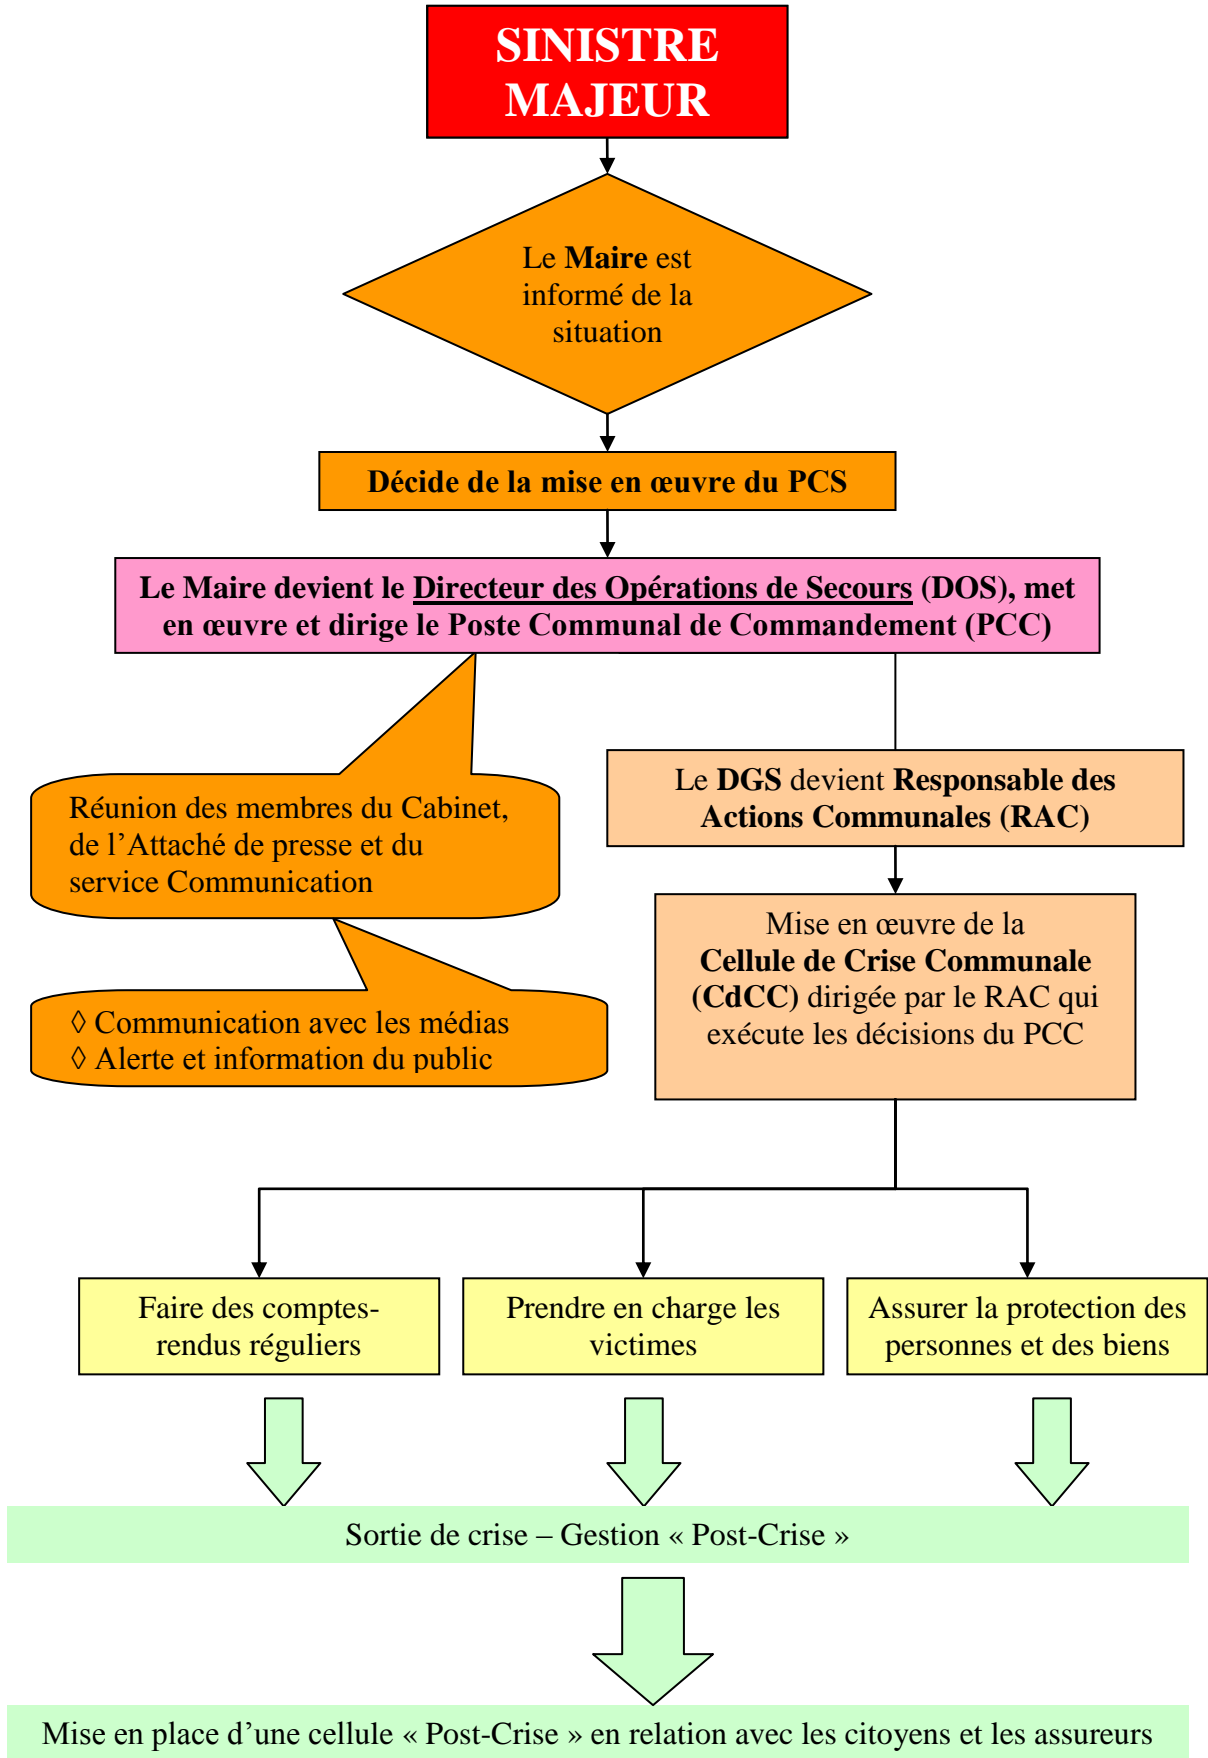 SINISTRE
MAJEUR
Le Maire est
informé de la
situation
Décide de la mise en œuvre du PCS
Le Maire devient le Directeur des Opérations de Secours (DOS), met
en œuvre et dirige le Poste Communal de Commandement (PCC)
Réunion des membres du Cabinet,
de l’Attaché de presse et du
service Communication
◊ Communication avec les médias
◊ Alerte et information du public
Le DGS devient Responsable des
Actions Communales (RAC)
Mise en œuvre de la
Cellule de Crise Communale
(CdCC) dirigée par le RAC qui
exécute les décisions du PCC
Faire des comptes-
rendus réguliers
Prendre en charge les
victimes
Assurer la protection des
personnes et des biens
Sortie de crise – Gestion « Post-Crise »
Mise en place d’une cellule « Post-Crise » en relation avec les citoyens et les assureurs